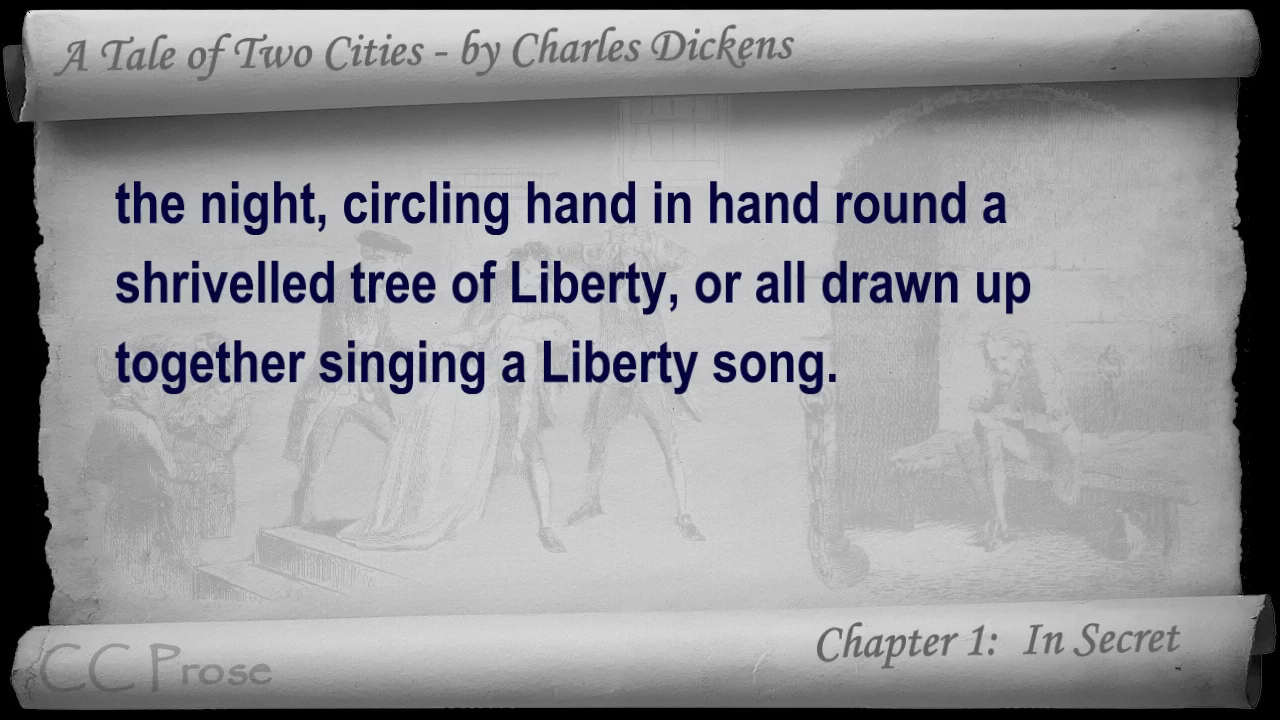 A Tale of Two Cities - by Charles Dickens
the night, circling hand in hand round a
shrivelled tree of Liberty, or all drawn up
together singing a Liberty song.
Chapter 1: In Secret
CC Prose